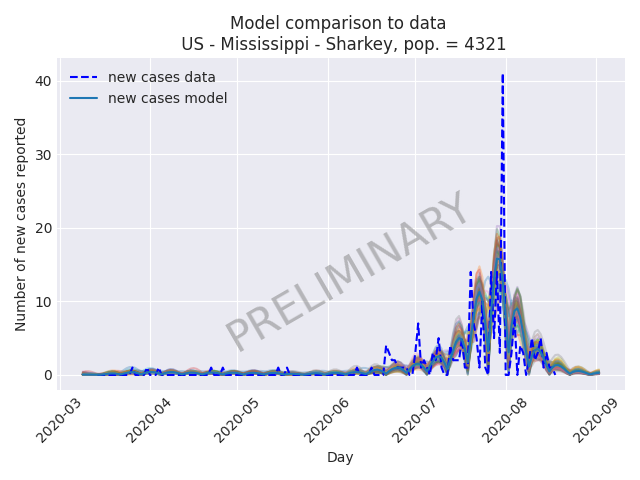 Model comparison to data
US - Mississippi - Sharkey, pop. = 4321
new cases data
new cases model
Number of new cases reported
40
30
20
10
0
PRELIMINARY
2020-03
2020-04
2020-05
2020-06
2020-07
2020-08
2020-09
Day